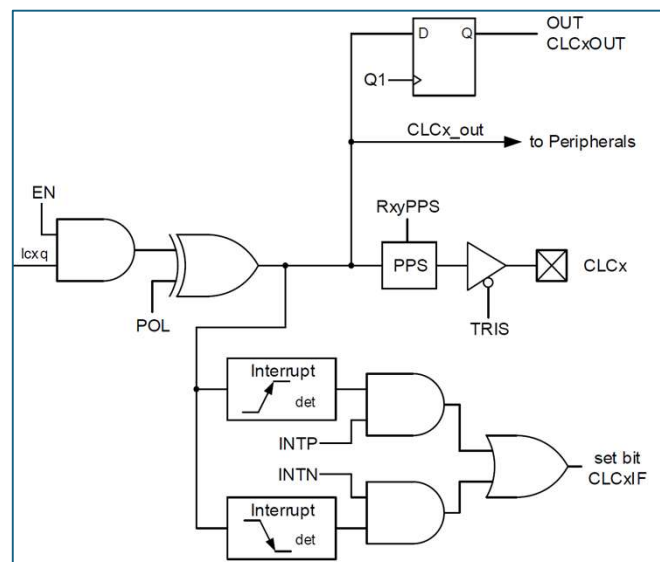 OUT
CLCxOUT
D
Q
Q1
CLCx_out
to Peripherals
EN
RxyPPS
lcxq
PPS
CLCx
POL
TRIS
Interrupt
det
INTP
INTN
set bit
CLCxIF
Interrupt
det